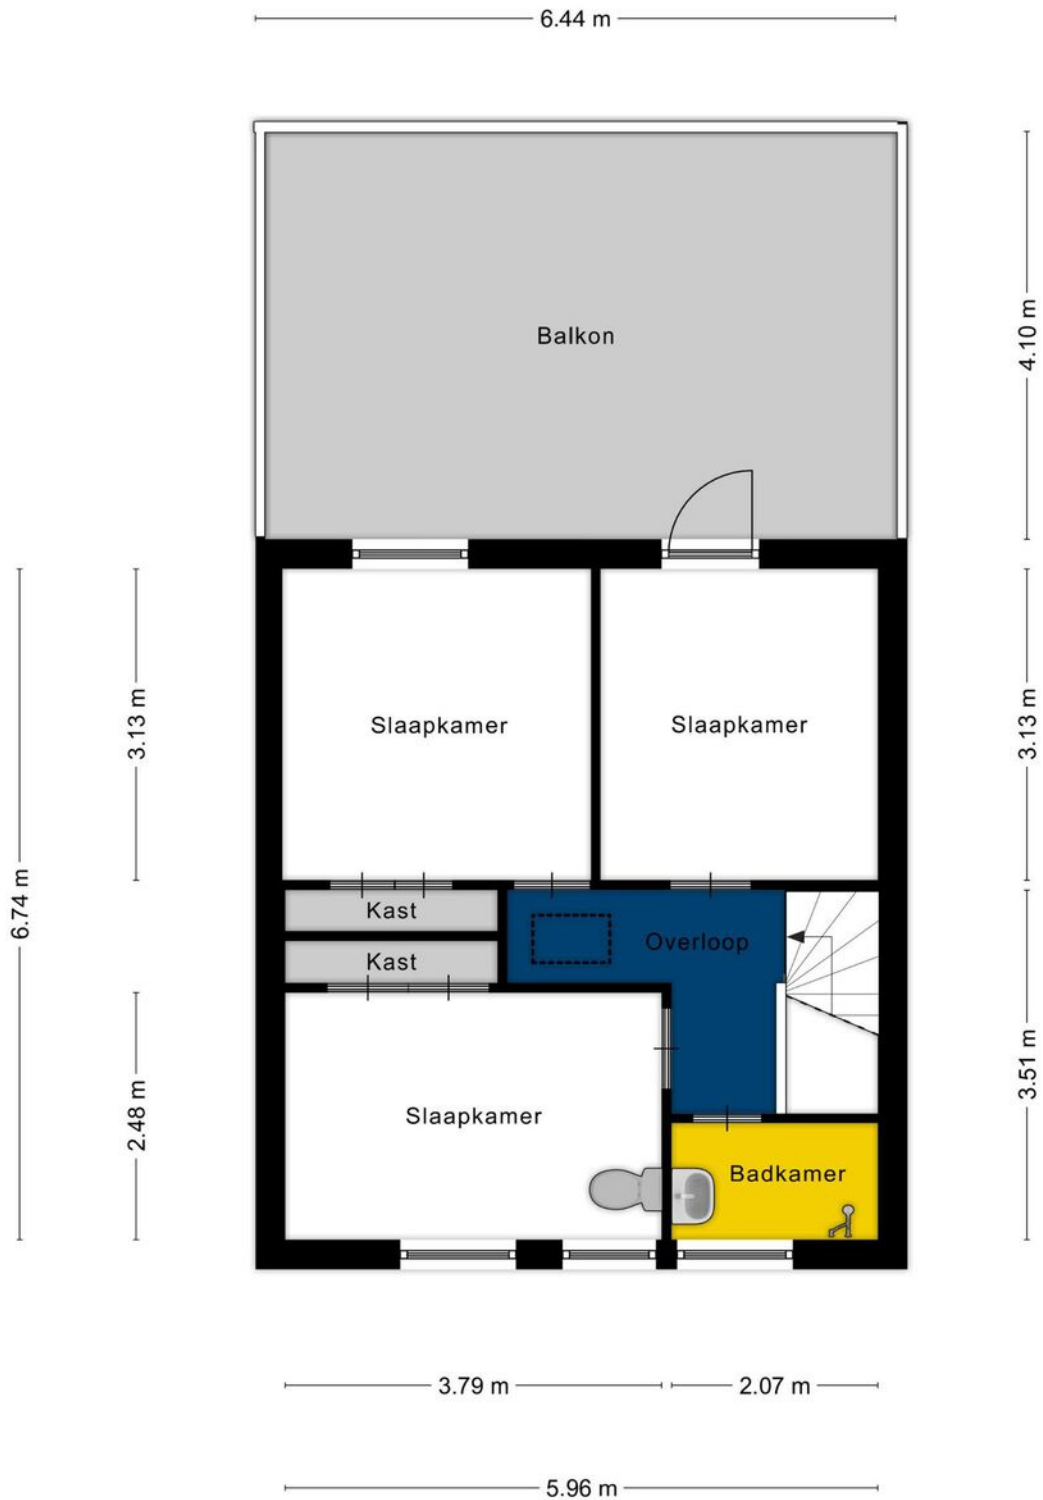 6.44 m
Balkon
4.10 m
Slaapkamer
Slaapkamer
3.13 m
3.13 m
6.74 m
Kast
Overloop
Kast
3.51 m
2.48 m
Slaapkamer
Badkamer
3.79 m
2.07 m
5.96 m